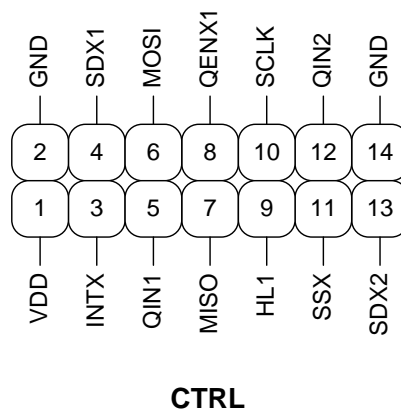 GND SDX1 MOSI QENX1 SCLK QIN2 GND
2 4 6 8 10 12 14
1 3 5 7 9 11 13
VDD INTX QIN1 MISO HL1 SSX SDX2
CTRL